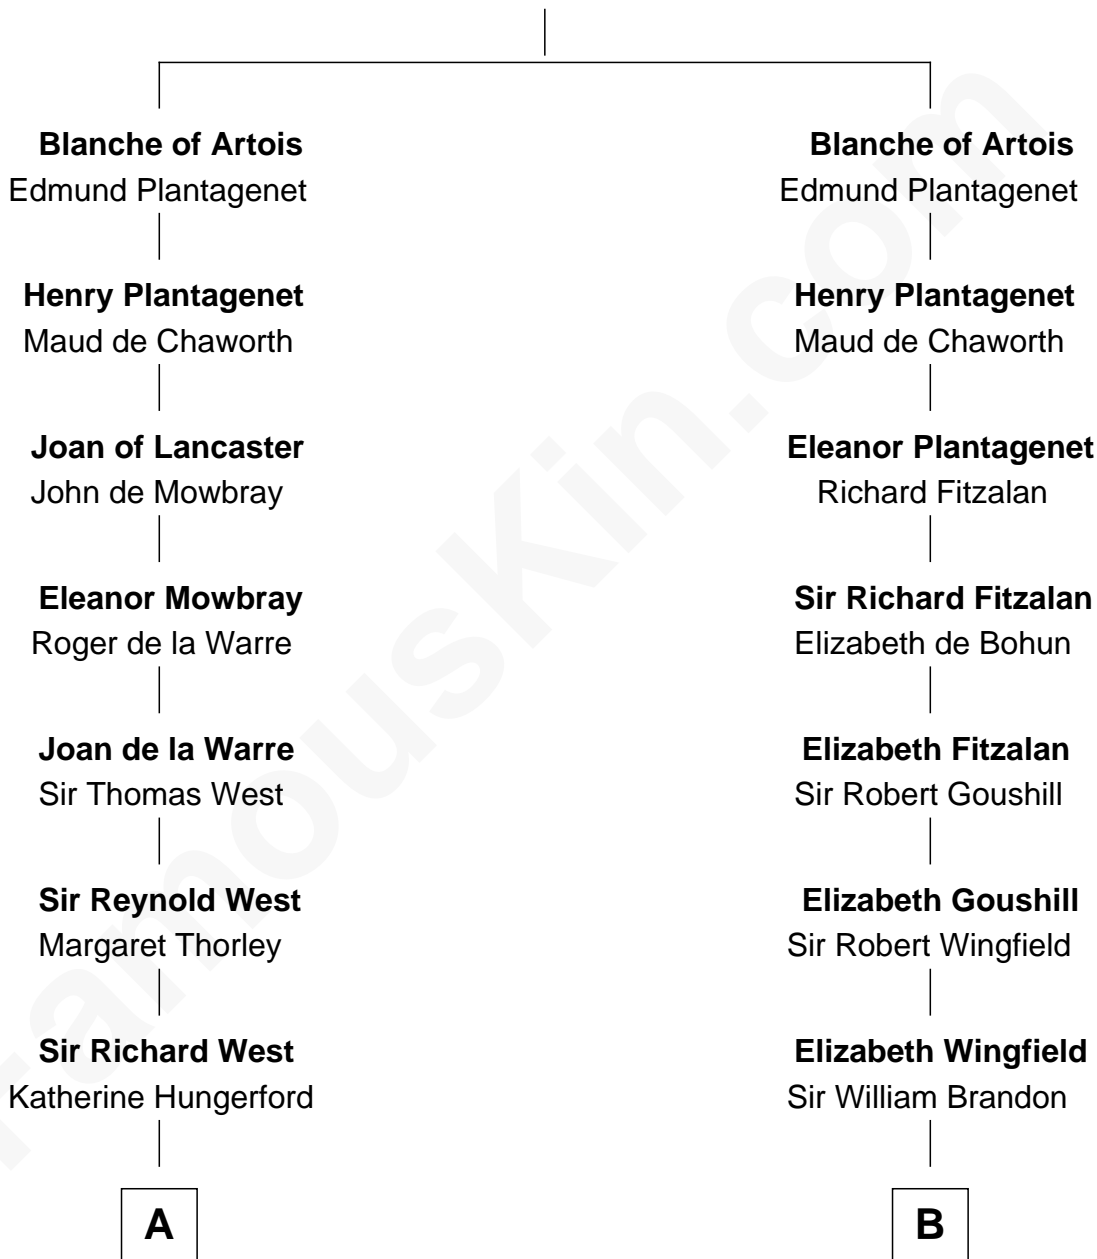 Blanche of Artois
Edmund Plantagenet
Henry Plantagenet
Maud de Chaworth
Joan of Lancaster
John de Mowbray
Eleanor Mowbray
Roger de la Warre
Joan de la Warre
Sir Thomas West
Sir Reynold West
Margaret Thorley
Sir Richard West
Katherine Hungerford
A
Blanche of Artois
Edmund Plantagenet
Henry Plantagenet
Maud de Chaworth
Eleanor Plantagenet
Richard Fitzalan
Sir Richard Fitzalan
Elizabeth de Bohun
Elizabeth Fitzalan
Sir Robert Goushill
Elizabeth Goushill
Sir Robert Wingfield
Elizabeth Wingfield
Sir William Brandon
B
famouskin.com